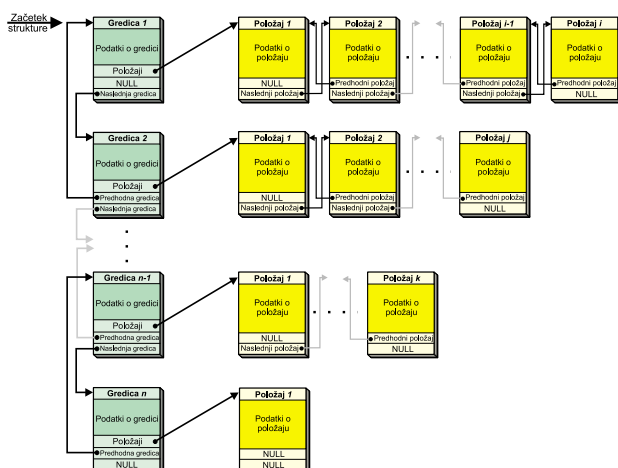 Začetek
strukture
Gredica 1
Podatki o gredici
Položaji
NULL
Naslednja gredica
Položaj 1
Podatki o
položaju
NULL
Naslednji položaj
Položaj 2
Podatki o
položaju
Predhodni položaj
Naslednji položaj
. . . .
Položaj i-1
Podatki o
položaju
Predhodni položaj
Naslednji položaj
Položaj i
Podatki o
položaju
Predhodni položaj
NULL
Gredica 2
Podatki o gredici
Položaji
Predhodna gredica
Naslednja gredica
Položaj 1
Podatki o
položaju
NULL
Naslednji položaj
Položaj 2
Podatki o
položaju
Predhodni položaj
Naslednji položaj
. . . .
Položaj j
Podatki o
položaju
Predhodni položaj
NULL
Gredica n-1
Podatki o gredici
Položaji
Predhodna gredica
Naslednja gredica
Položaj 1
Podatki o
položaju
NULL
Naslednji položaj
. . . .
Položaj k
Podatki o
položaju
Predhodni položaj
NULL
Gredica n
Podatki o gredici
Položaji
Predhodna gredica
NULL
Položaj 1
Podatki o
položaju
NULL
NULL